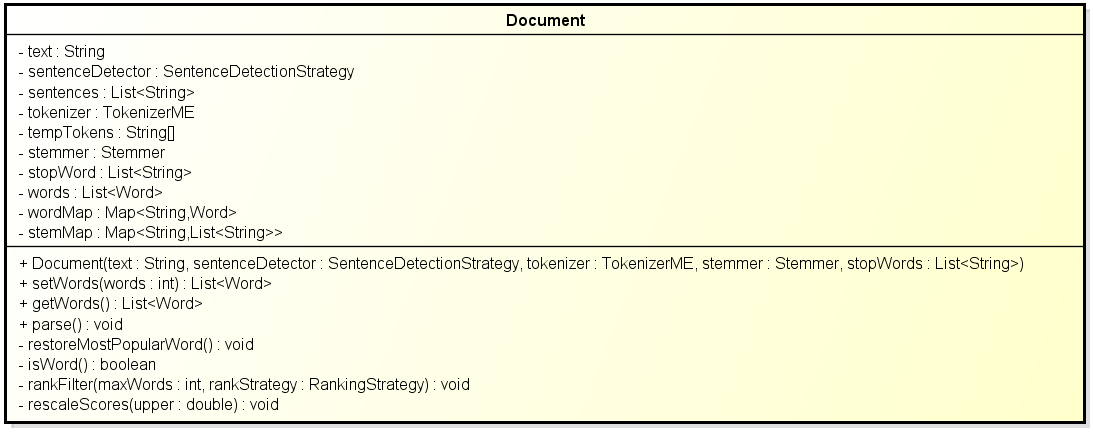 Document
- text : String
- sentenceDetector : SentenceDetectionStrategy
- sentences : List<String>
- tokenizer : TokenizerME
- tempTokens : String[]
- stemmer : Stemmer
- stopWord : List<String>
- words : List<Word>
- wordMap : Map<String,Word>
- stemMap : Map<String,List<String>>
+ Document(text : String, sentenceDetector : SentenceDetectionStrategy, tokenizer : TokenizerME, stemmer : Stemmer, stopWords : List<String>)
+ setWords(words : int) : List<Word>
+ getWords() : List<Word>
+ parse() : void
- restoreMostPopularWord() : void
- isWord() : boolean
- rankFilter(maxWords : int, rankStrategy : RankingStrategy) : void
- rescaleScores(upper : double) : void